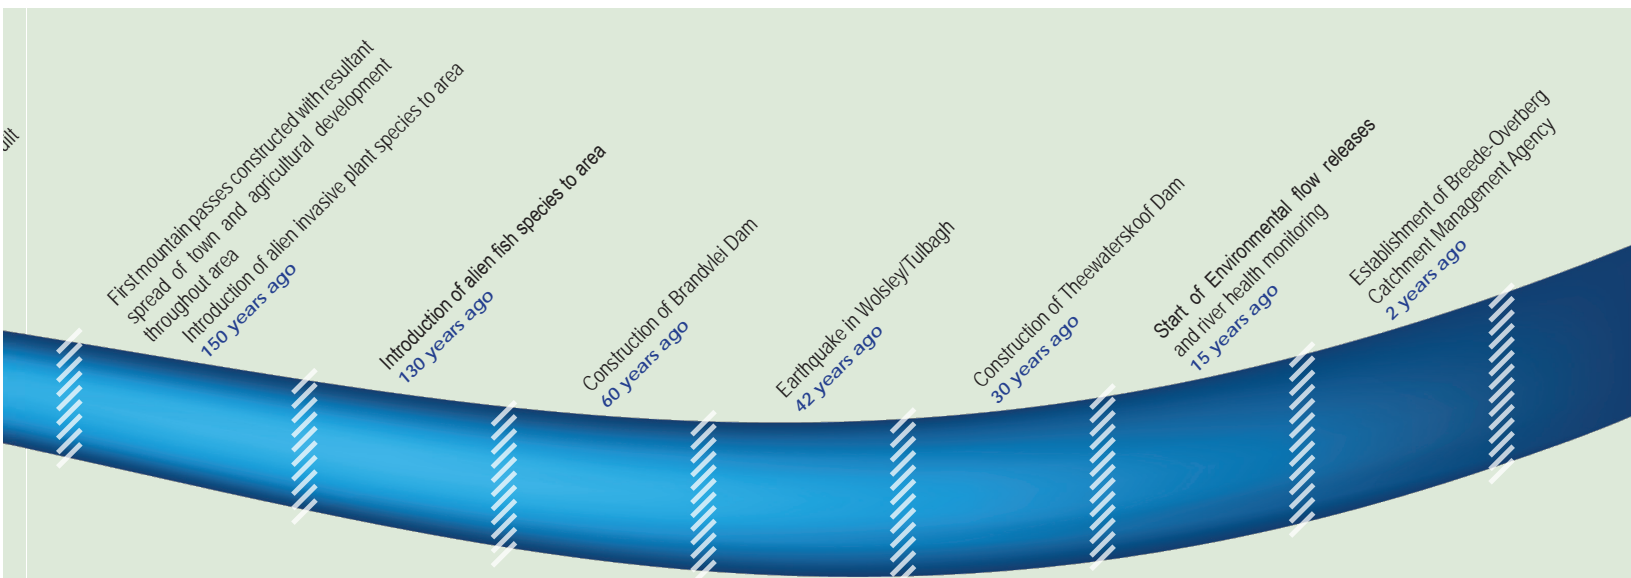 First mountain passes constructed with resultant
spread of town and agricultural development
throughout area
Introduction of alien invasive plant species to area
150 years ago
Introduction of alien fish species to area
130 years ago
Construction of Brandvlei Dam
60 years ago
Earthquake in Wolsley/Tulbagh
42 years ago
Construction of Theewaterskoof Dam
30 years ago
Start of Environmental flow releases
and river health monitoring
15 years ago
Establishment of Breede-Overberg
Catchment Management Agency
2 years ago